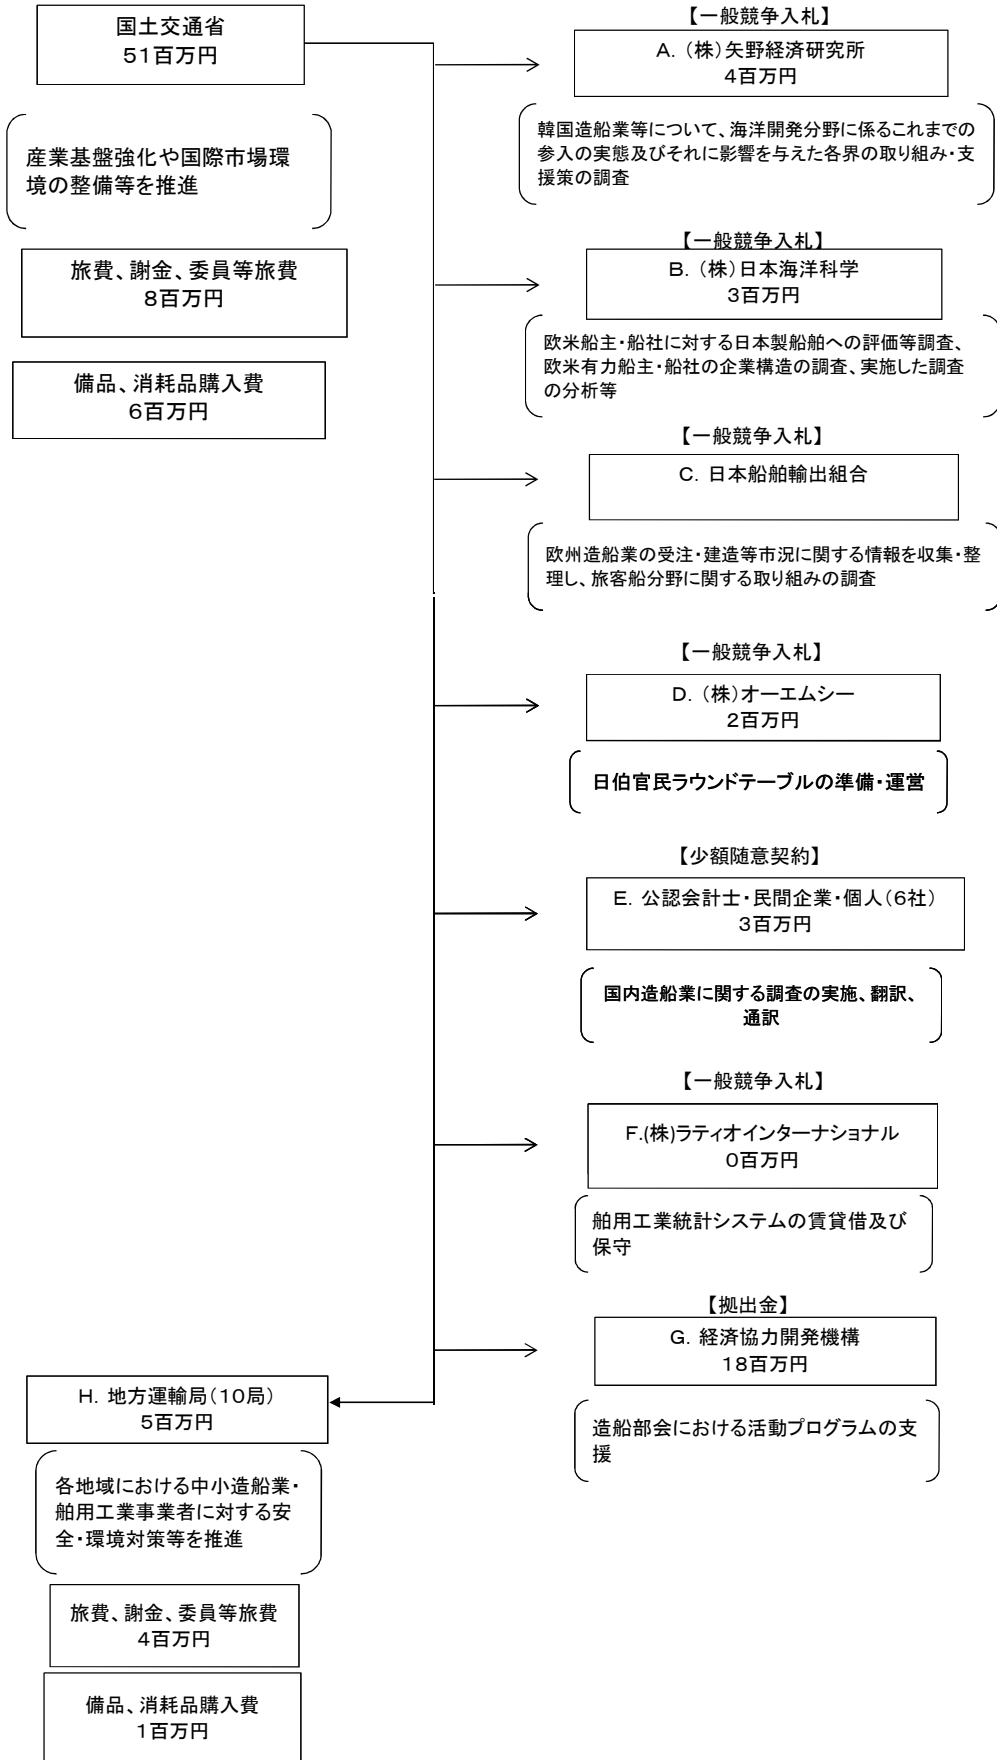 国土交通省
51百万円
産業基盤強化や国際市場環
境の整備等を推進
旅費、謝金、委員等旅費
8百万円
備品、消耗品購入費
6百万円
【一般競争入札】
A. (株)矢野経済研究所
4百万円
韓国造船業等について、海洋開発分野に係るこれまでの
参入の実態及びそれに影響を与えた各界の取り組み・支
援策の調査
【一般競争入札】
B. (株)日本海洋科学
3百万円
欧米船主・船社に対する日本製船舶への評価等調査、
欧米有力船主・船社の企業構造の調査、実施した調査
の分析等
【一般競争入札】
C. 日本船舶輸出組合
欧州造船業の受注・建造等市況に関する情報を収集・整
理し、旅客船分野に関する取り組みの調査
【一般競争入札】
D. (株)オーエムシー
2百万円
日伯官民ラウンドテーブルの準備・運営
【少額随意契約】
E. 公認会計士・民間企業・個人(6社)
3百万円
国内造船業に関する調査の実施、翻訳、
通訳
【一般競争入札】
F.(株)ラティオインターナショナル
0百万円
舶用工業統計システムの賃貸借及び
保守
【拠出金】
G. 経済協力開発機構
18百万円
造船部会における活動プログラムの支
援
H. 地方運輸局(10局)
5百万円
各地域における中小造船業・
舶用工業事業者に対する安
全・環境対策等を推進
旅費、謝金、委員等旅費
4百万円
備品、消耗品購入費
1百万円